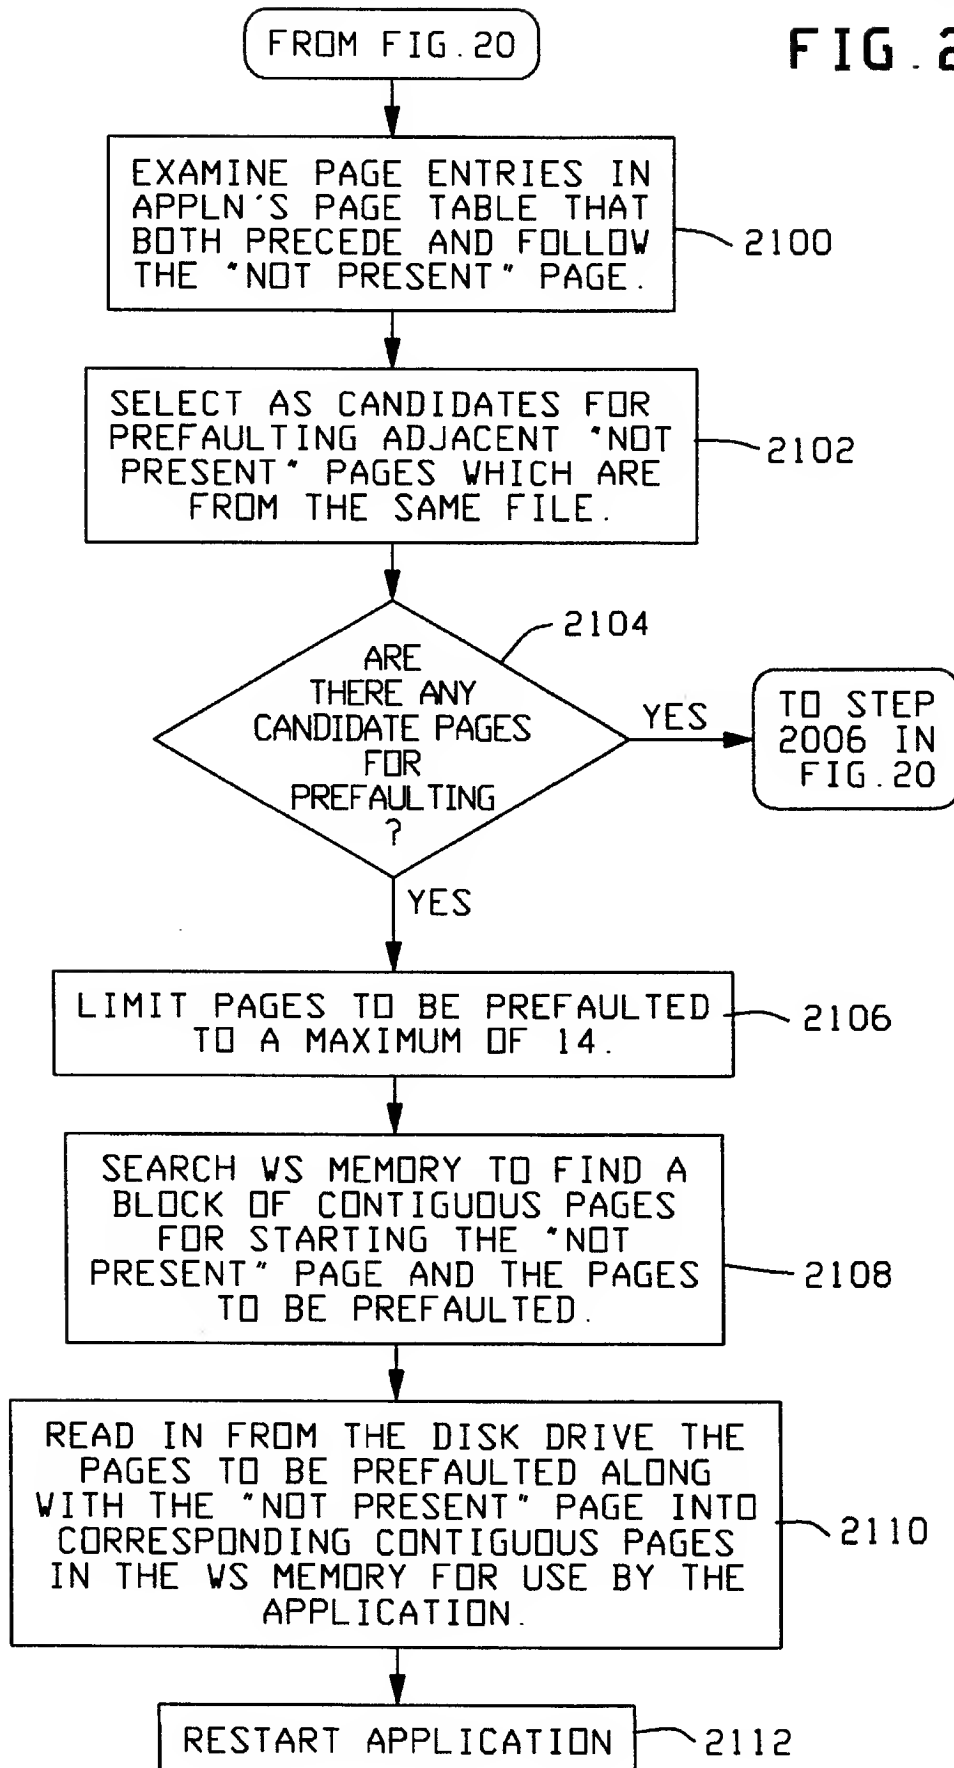 FROM FIG.20
FIG.2
EXAMINE PAGE ENTRIES IN
APPLN'S PAGE TABLE THAT
BOTH PRECEDE AND FOLLOW
THE "NOT PRESENT" PAGE.
2100
SELECT AS CANDIDATES FOR
PREFAULTING ADJACENT "NOT
PRESENT" PAGES WHICH ARE
FROM THE SAME FILE.
2102
2104
ARE
THERE ANY
CANDIDATE PAGES
FOR
PREFAULTING
?
YES
TO STEP
2006 IN
FIG.20
YES
LIMIT PAGES TO BE PREFAULTED
TO A MAXIMUM OF 14.
2106
SEARCH WS MEMORY TO FIND A
BLOCK OF CONTIGUOUS PAGES
FOR STARTING THE "NOT
PRESENT" PAGE AND THE PAGES
TO BE PREFAULTED.
2108
READ IN FROM THE DISK DRIVE THE
PAGES TO BE PREFAULTED ALONG
WITH THE "NOT PRESENT" PAGE INTO
CORRESPONDING CONTIGUOUS PAGES
IN THE WS MEMORY FOR USE BY THE
APPLICATION.
2110
RESTART APPLICATION
2112